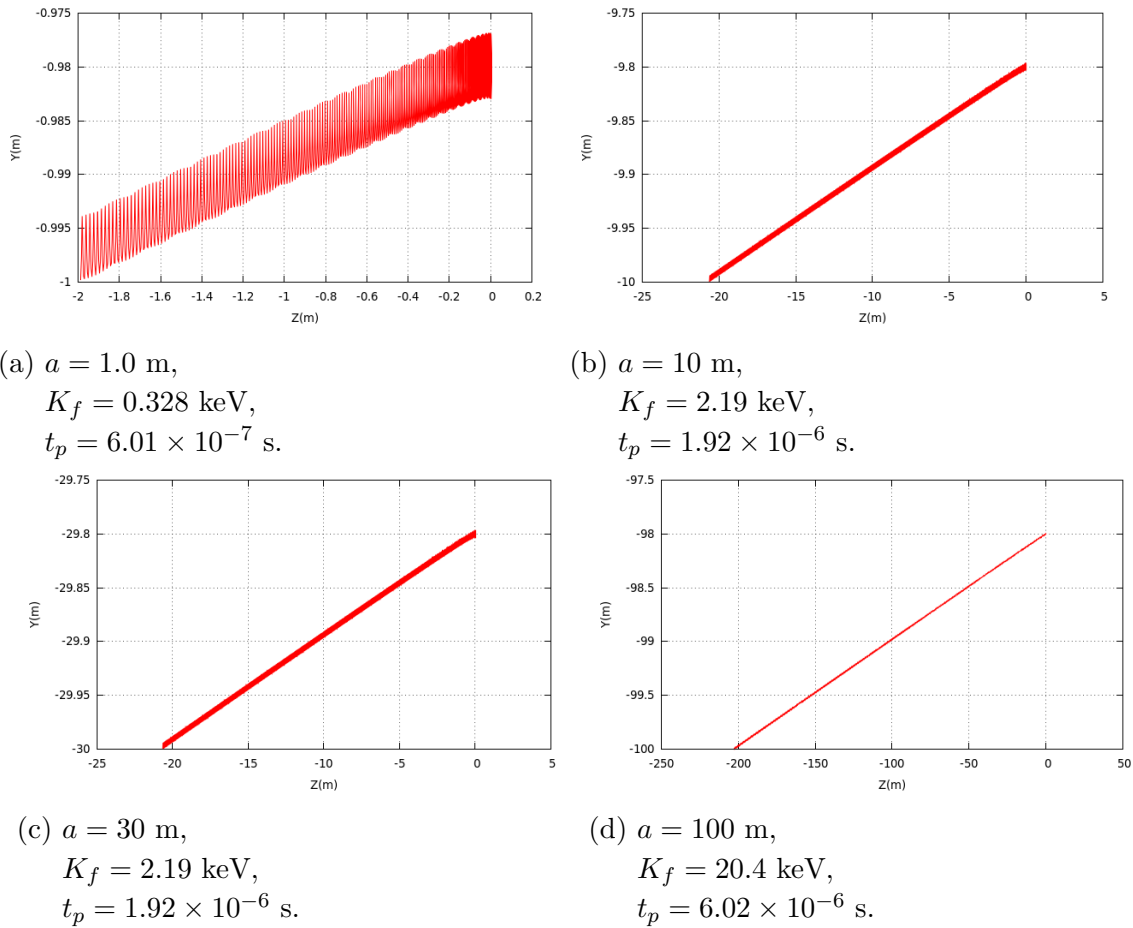 -0.975
-0.98
-0.985
-0.99
-0.995
-1
Y(m)
-2 -1.8 -1.6 -1.4 -1.2 -1 -0.8 -0.6 -0.4 -0.2 0 0.2
Z(m)
-9.75
-9.8
-9.85
-9.9
-9.95
-10
Y(m)
-25 -20 -15 -10 -5 0 5
Z(m)
(a) a = 1.0 m,
K_f = 0.328 keV,
t_p = 6.01 × 10⁻⁷ s.
(b) a = 10 m,
K_f = 2.19 keV,
t_p = 1.92 × 10⁻⁶ s.
-29.75
-29.8
-29.85
-29.9
-29.95
-30
Y(m)
-25 -20 -15 -10 -5 0 5
Z(m)
-97.5
-98
-98.5
-99
-99.5
-100
Y(m)
-250 -200 -150 -100 -50 0 50
Z(m)
(c) a = 30 m,
K_f = 2.19 keV,
t_p = 1.92 × 10⁻⁶ s.
(d) a = 100 m,
K_f = 20.4 keV,
t_p = 6.02 × 10⁻⁶ s.